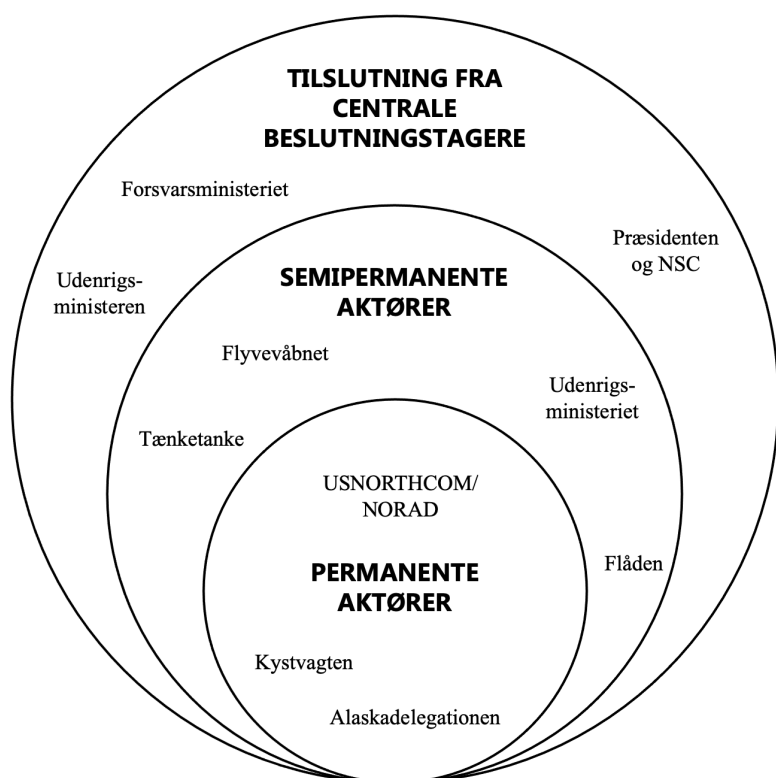 TILSLUTNING FRA
CENTRALE
BESLUTNINGSTAGERE
Forsvarsministeriet
Præsidenten
og NSC
Udenrigs-
ministeren
SEMIPERMANENTE
AKTØRER
Flyvevåbnet
Udenrigs-
ministeriet
Tænketanke
USNORTHCOM/
NORAD
Flåden
PERMANENTE
AKTØRER
Kystvagten
Alaskadelegationen